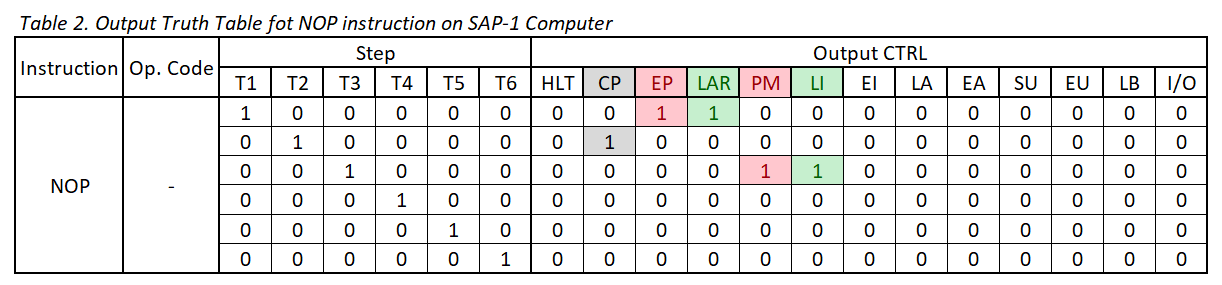 Table 2. Output Truth Table fot NOP instruction on SAP-1 Computer
Instruction Op. Code Step Output CTRL
T1 T2 T3 T4 T5 T6 HLT CP EP LAR PM LI EI LA EA SU EU LB I/O
NOP -
1 0 0 0 0 0 0 0 1 1 0 0 0 0 0 0 0 0 0
0 1 0 0 0 0 0 1 0 0 0 0 0 0 0 0 0 0 0
0 0 1 0 0 0 0 0 0 0 1 1 0 0 0 0 0 0 0
0 0 0 1 0 0 0 0 0 0 0 0 0 0 0 0 0 0 0
0 0 0 0 1 0 0 0 0 0 0 0 0 0 0 0 0 0 0
0 0 0 0 0 1 0 0 0 0 0 0 0 0 0 0 0 0 0